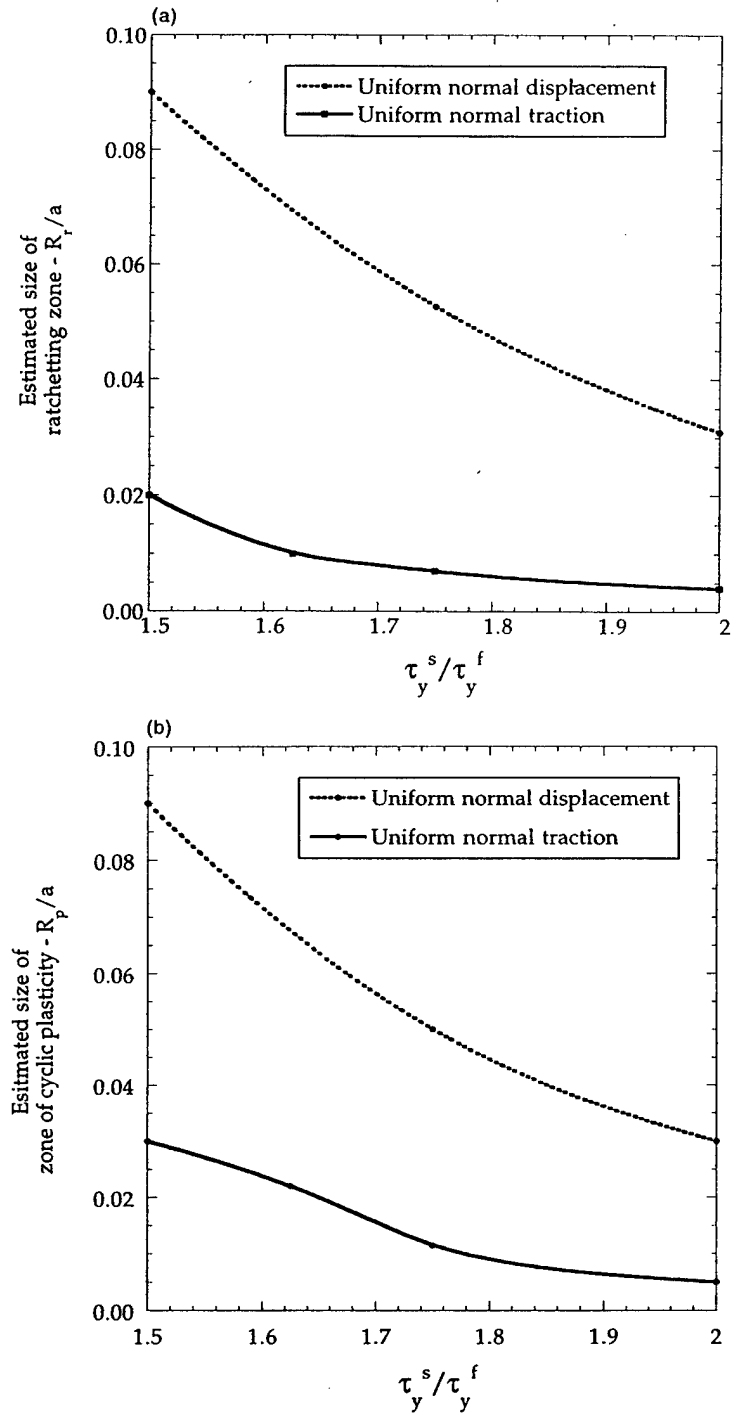 (a)
0.10
0.08
0.06
0.04
0.02
0.00
Estimated size of
ratchetting zone - R_r/a
Uniform normal displacement
Uniform normal traction
1.5 1.6 1.7 1.8 1.9 2
τ_y^s/τ_y^f
(b)
0.10
0.08
0.06
0.04
0.02
0.00
Esitmated size of
zone of cyclic plasticity - R_p/a
Uniform normal displacement
Uniform normal traction
1.5 1.6 1.7 1.8 1.9 2
τ_y^s/τ_y^f